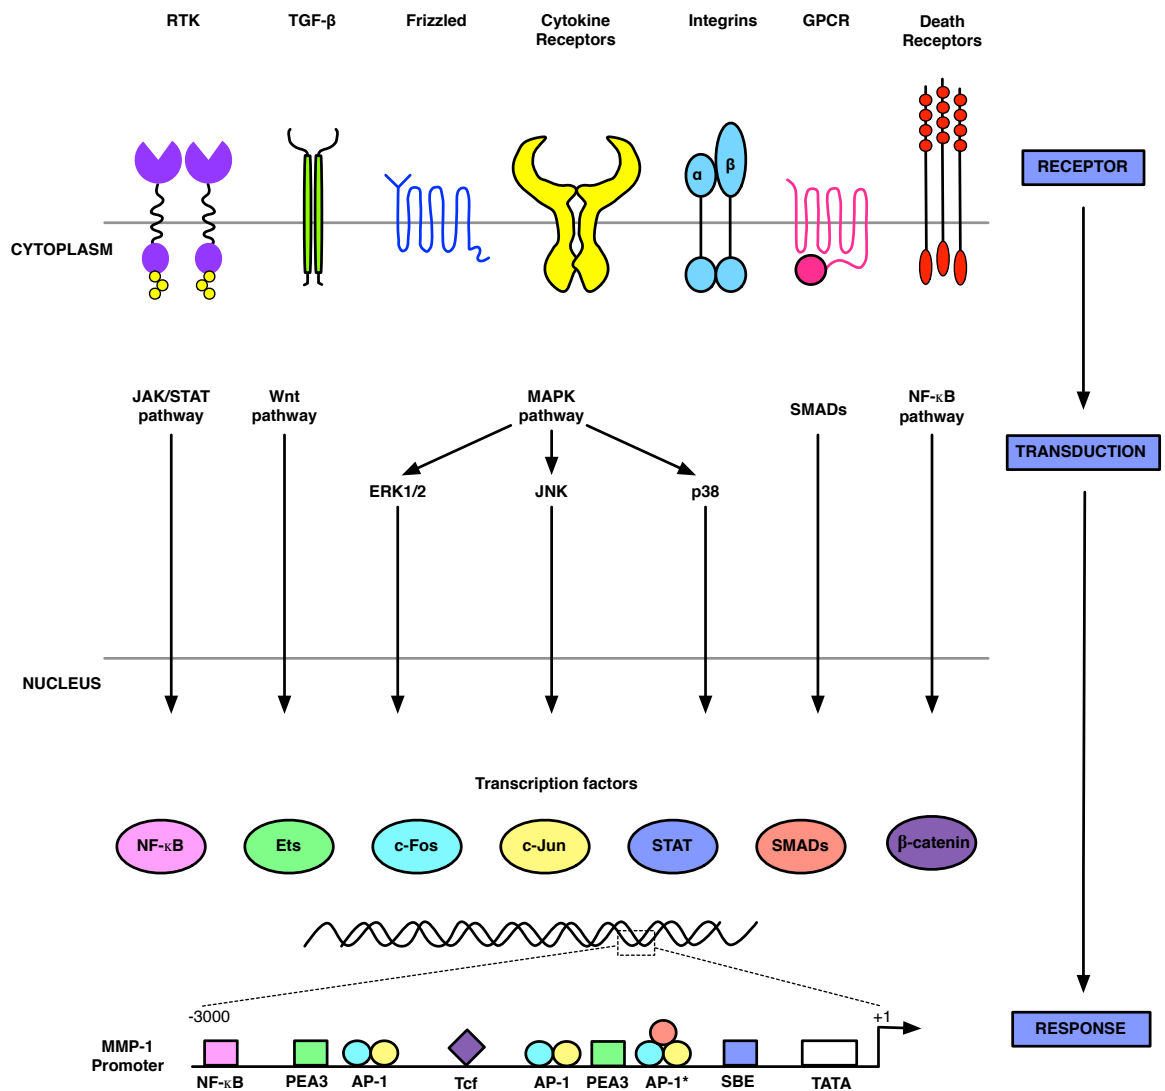 RTK
TGF-β
Frizzled
Cytokine
Receptors
Integrins
GPCR
Death
Receptors
α
β
RECEPTOR
CYTOPLASM
JAK/STAT
pathway
Wnt
pathway
MAPK
pathway
SMADs
NF-κB
pathway
TRANSDUCTION
ERK1/2
JNK
p38
NUCLEUS
Transcription factors
NF-κB
Ets
c-Fos
c-Jun
STAT
SMADs
β-catenin
-3000
+1
RESPONSE
MMP-1
Promoter
NF-κB
PEA3
AP-1
Tcf
AP-1
PEA3
AP-1*
SBE
TATA